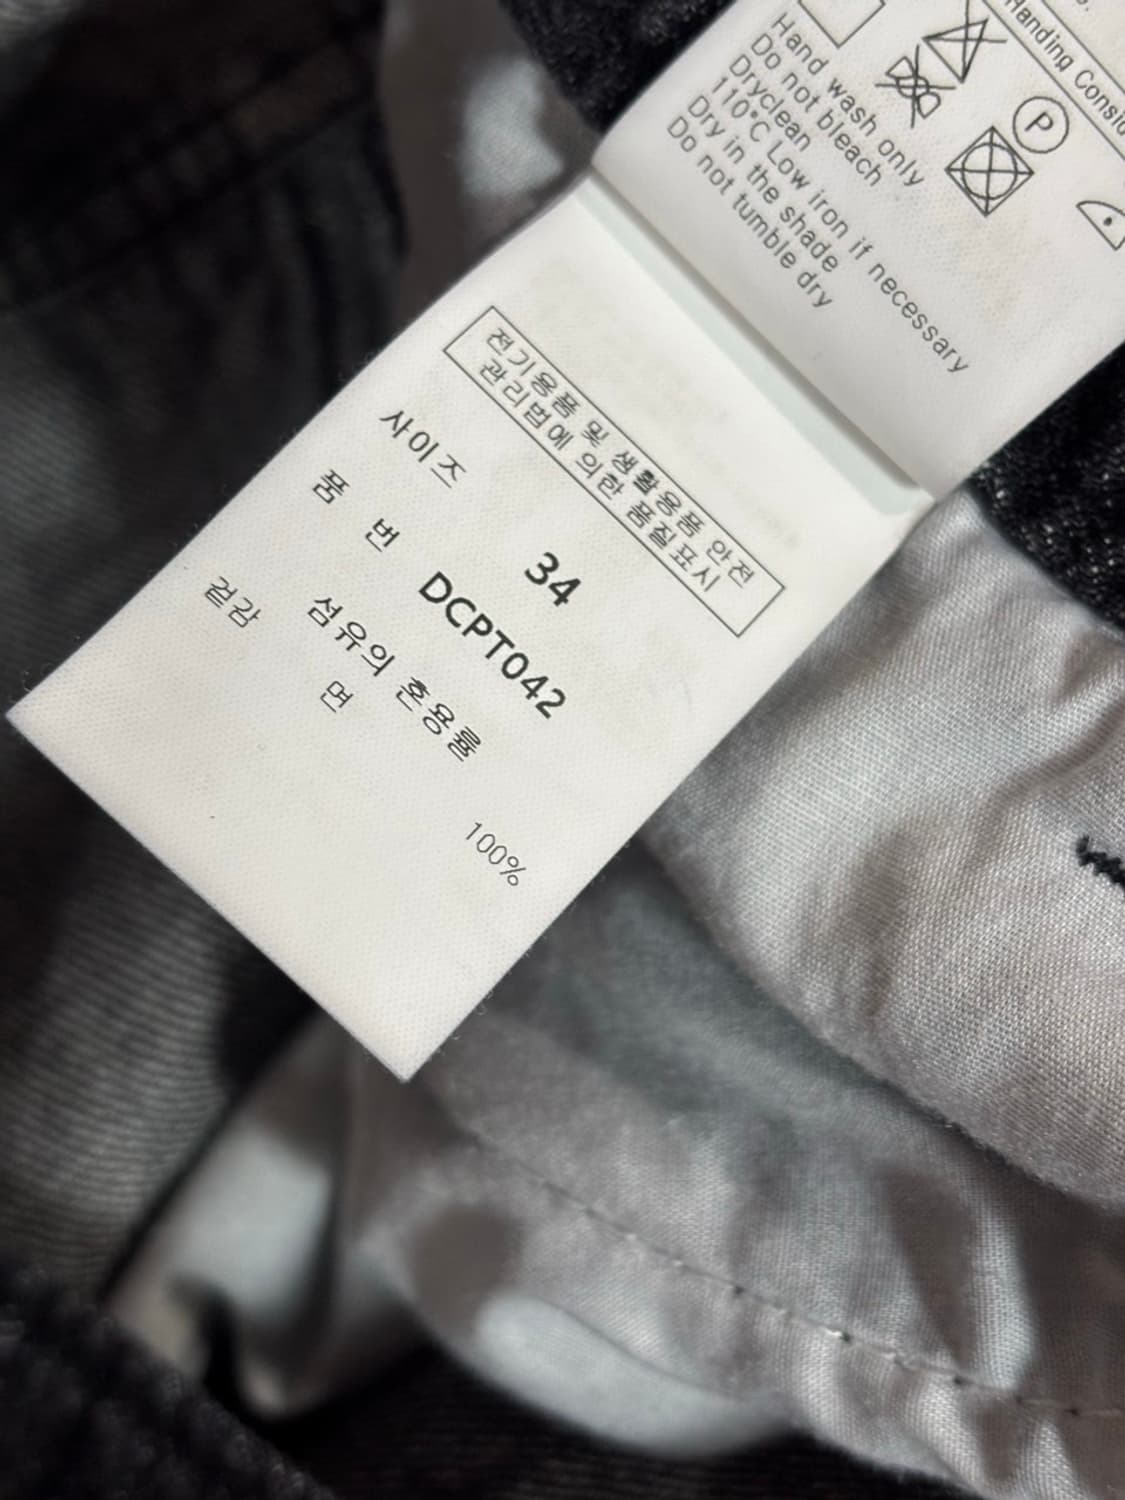 Handing Consid
Hand wash only
Do not bleach
Dryclean
110°C Low iron if necessary
Dry in the shade
Do not tumble dry
P
전기용품 및 생활용품 안전
관리법에 의한 품질표시
사이즈 34
품 번 DCPT042
섬유의 혼용률
겉감 면 100%